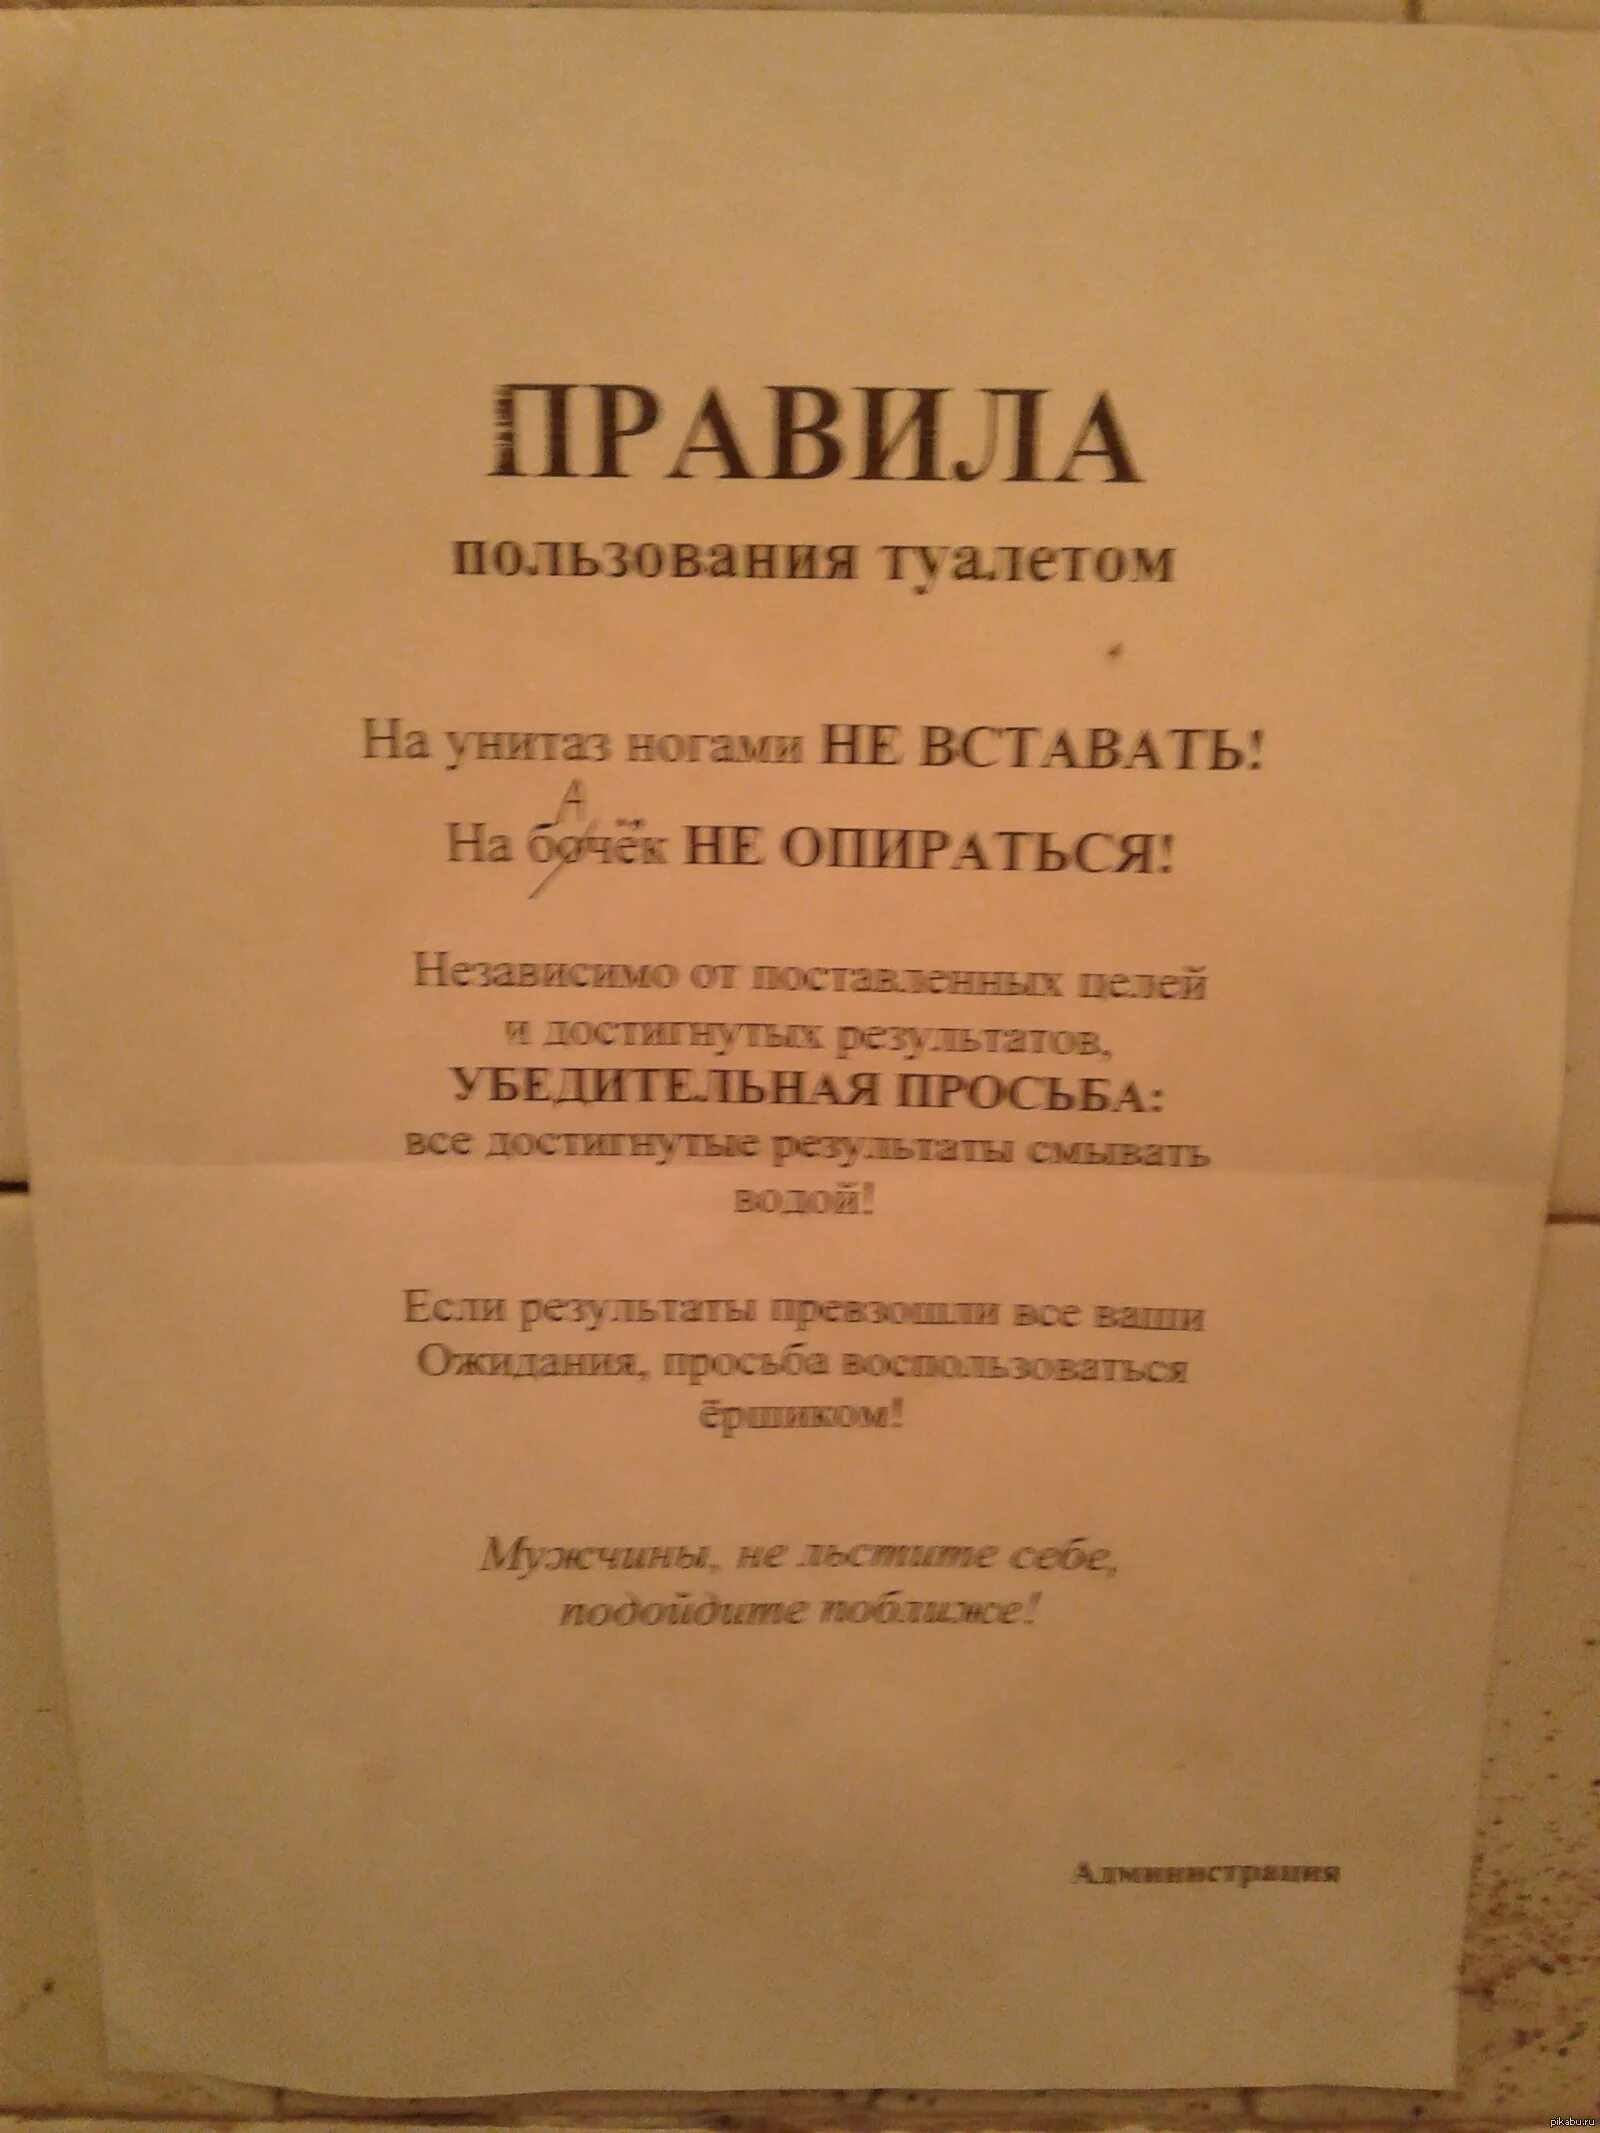 ПРАВИЛА
пользования туалетом
На унитаз ногами НЕ ВСТАВАТЬ!
А
На бочёк НЕ ОПИРАТЬСЯ!
Независимо от поставленных целей
и достигнутых результатов,
УБЕДИТЕЛЬНАЯ ПРОСЬБА:
все достигнутые результаты смывать
водой!
Если результаты превзошли все ваши
Ожидания, просьба воспользоваться
ёршиком!
Мужчины, не льстите себе,
подойдите поближе!
Администрация
pikabu.ru